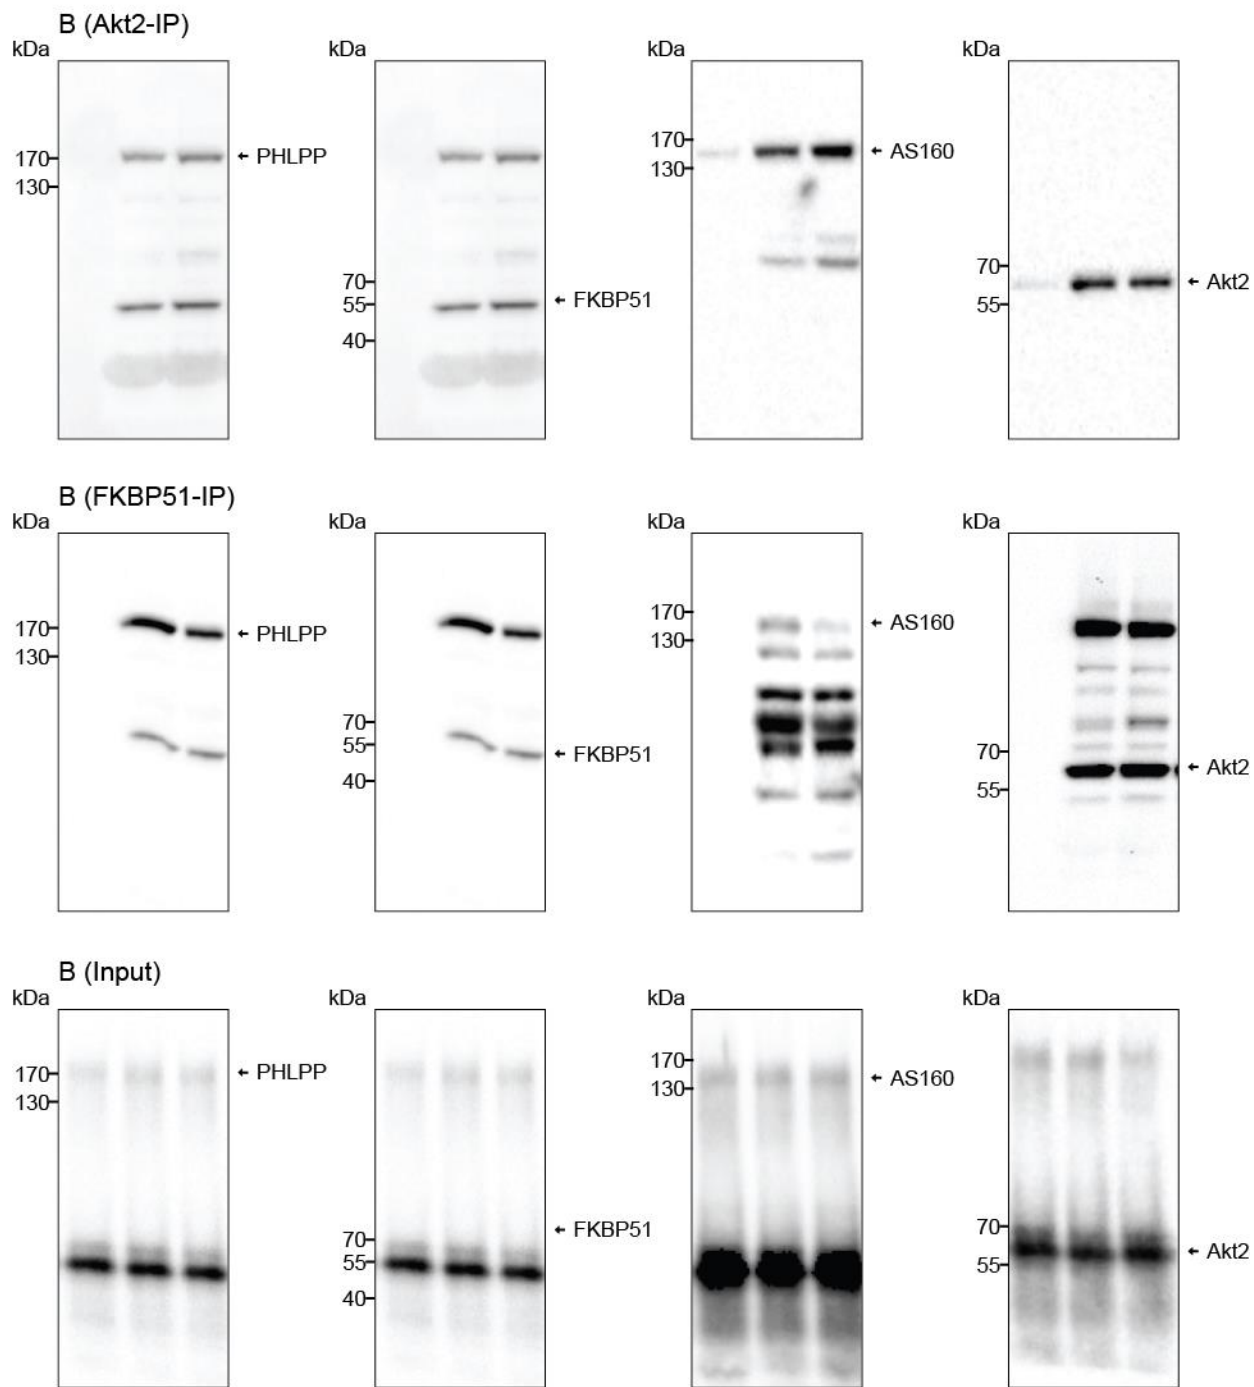 B (Akt2-IP)
kDa kDa kDa kDa
170 130 ← PHLPP
70 55 40 ← FKBP51
170 130 ← AS160
70 55 ← Akt2
B (FKBP51-IP)
kDa kDa kDa kDa
170 130 ← PHLPP
70 55 40 ← FKBP51
170 130 ← AS160
70 55 ← Akt2
B (Input)
kDa kDa kDa kDa
170 130 ← PHLPP
70 55 40 ← FKBP51
170 130 ← AS160
70 55 ← Akt2